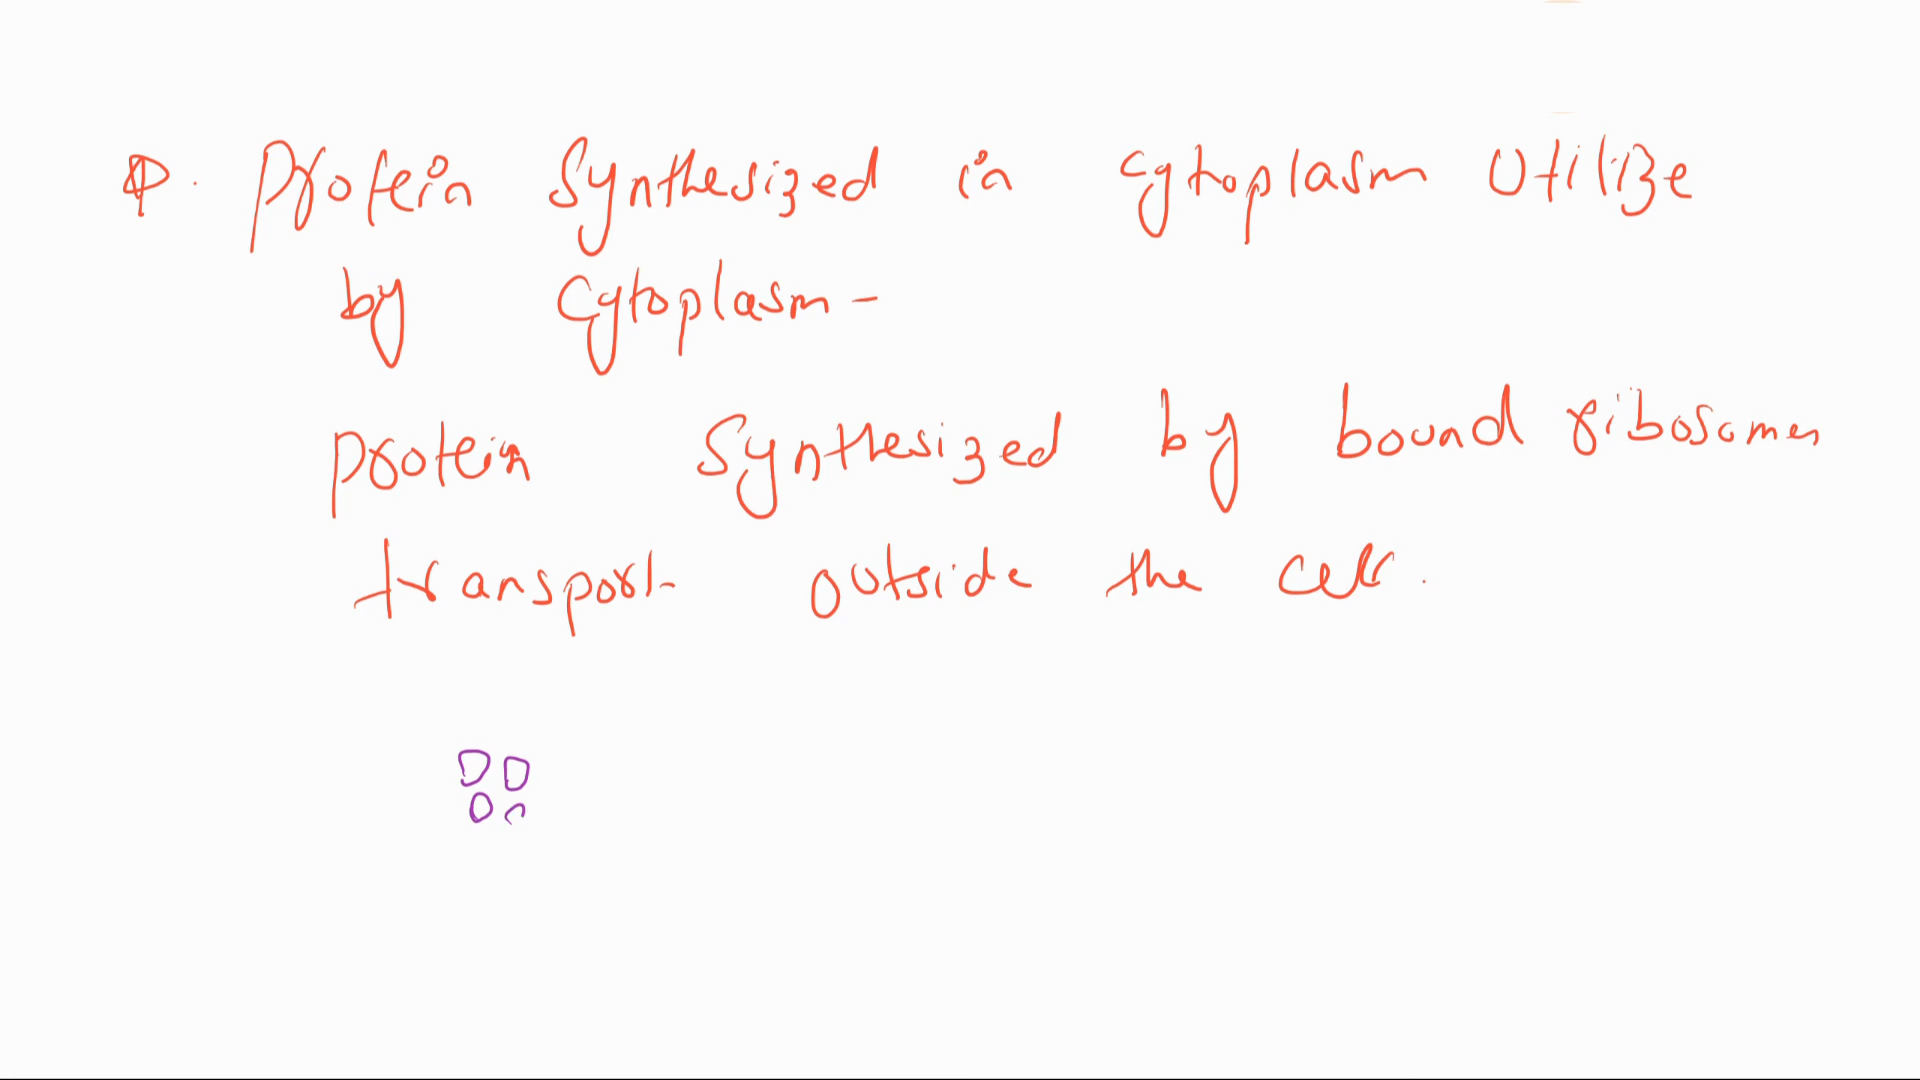 Φ. Protein Synthesized in cytoplasm Utilize
by Cytoplasm -
protein Synthesized by bound ribosomes
transport outside the cell.